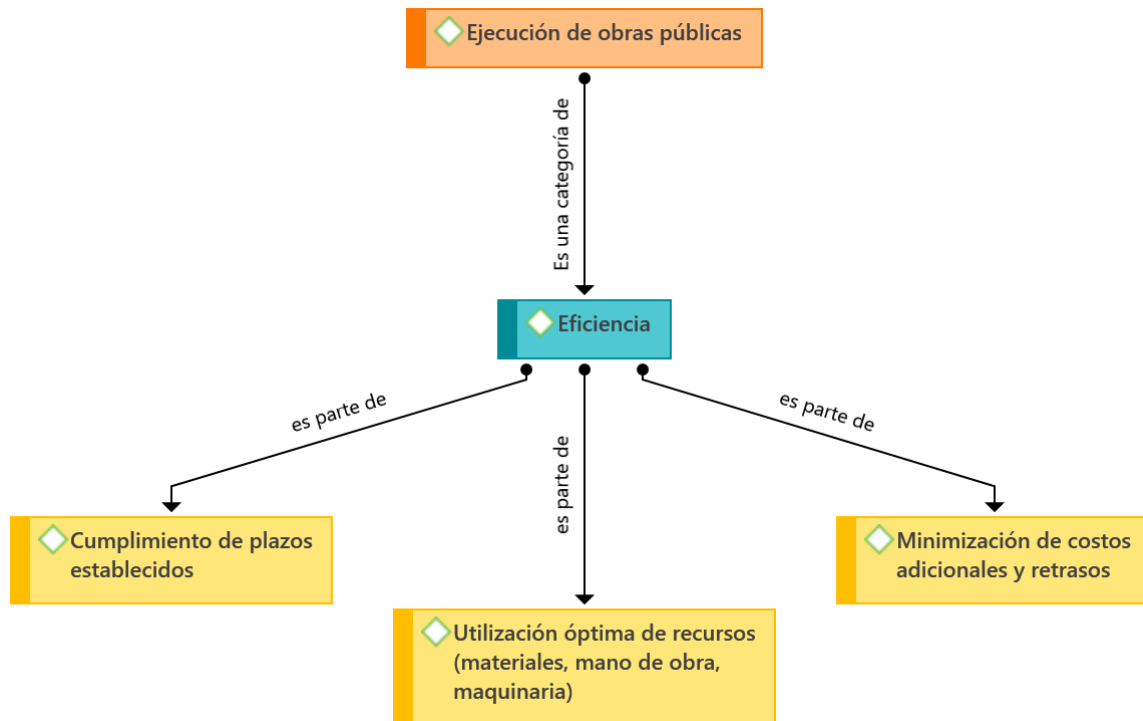 Ejecución de obras públicas
Es una categoría de
Eficiencia
es parte de
es parte de
es parte de
Cumplimiento de plazos
establecidos
Utilización óptima de recursos
(materiales, mano de obra,
maquinaria)
Minimización de costos
adicionales y retrasos